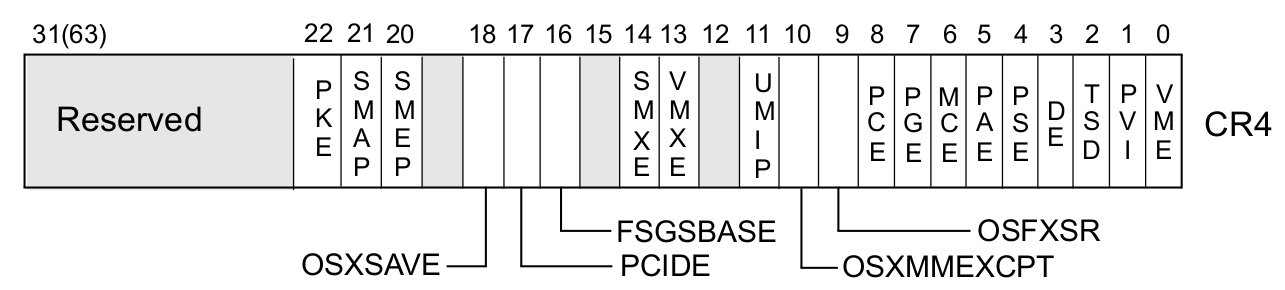 31(63) 22 21 20 18 17 16 15 14 13 12 11 10 9 8 7 6 5 4 3 2 1 0
Reserved PKE SMAP SMEP SMXE VMXE UMIP PCE PGE MCE PAE PSE DE TSD PVI VME CR4
FSGSBASE OSFXSR
OSXSAVE PCIDE OSXMMEXCPT